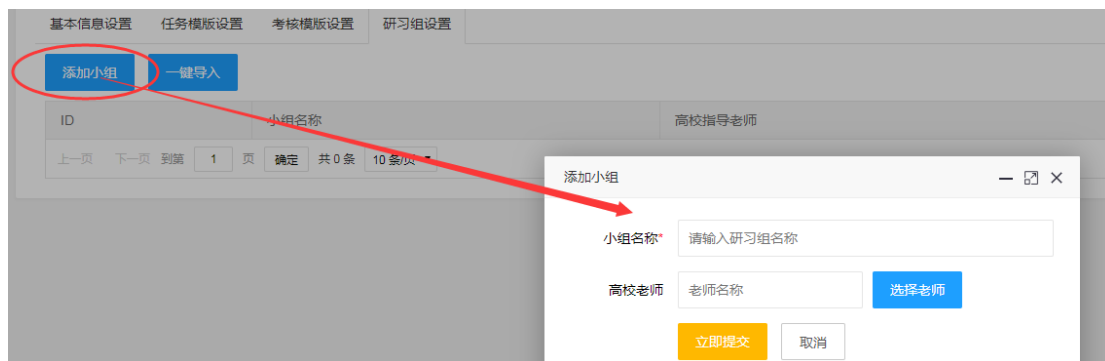 基本信息设置 任务模版设置 考核模版设置 研习组设置
添加小组 一键导入
ID 小组名称 高校指导老师
上一页 下一页 到第 1 页 确定 共 0 条 10 条/页
添加小组
小组名称* 请输入研习组名称
高校老师 老师名称 选择老师
立即提交 取消